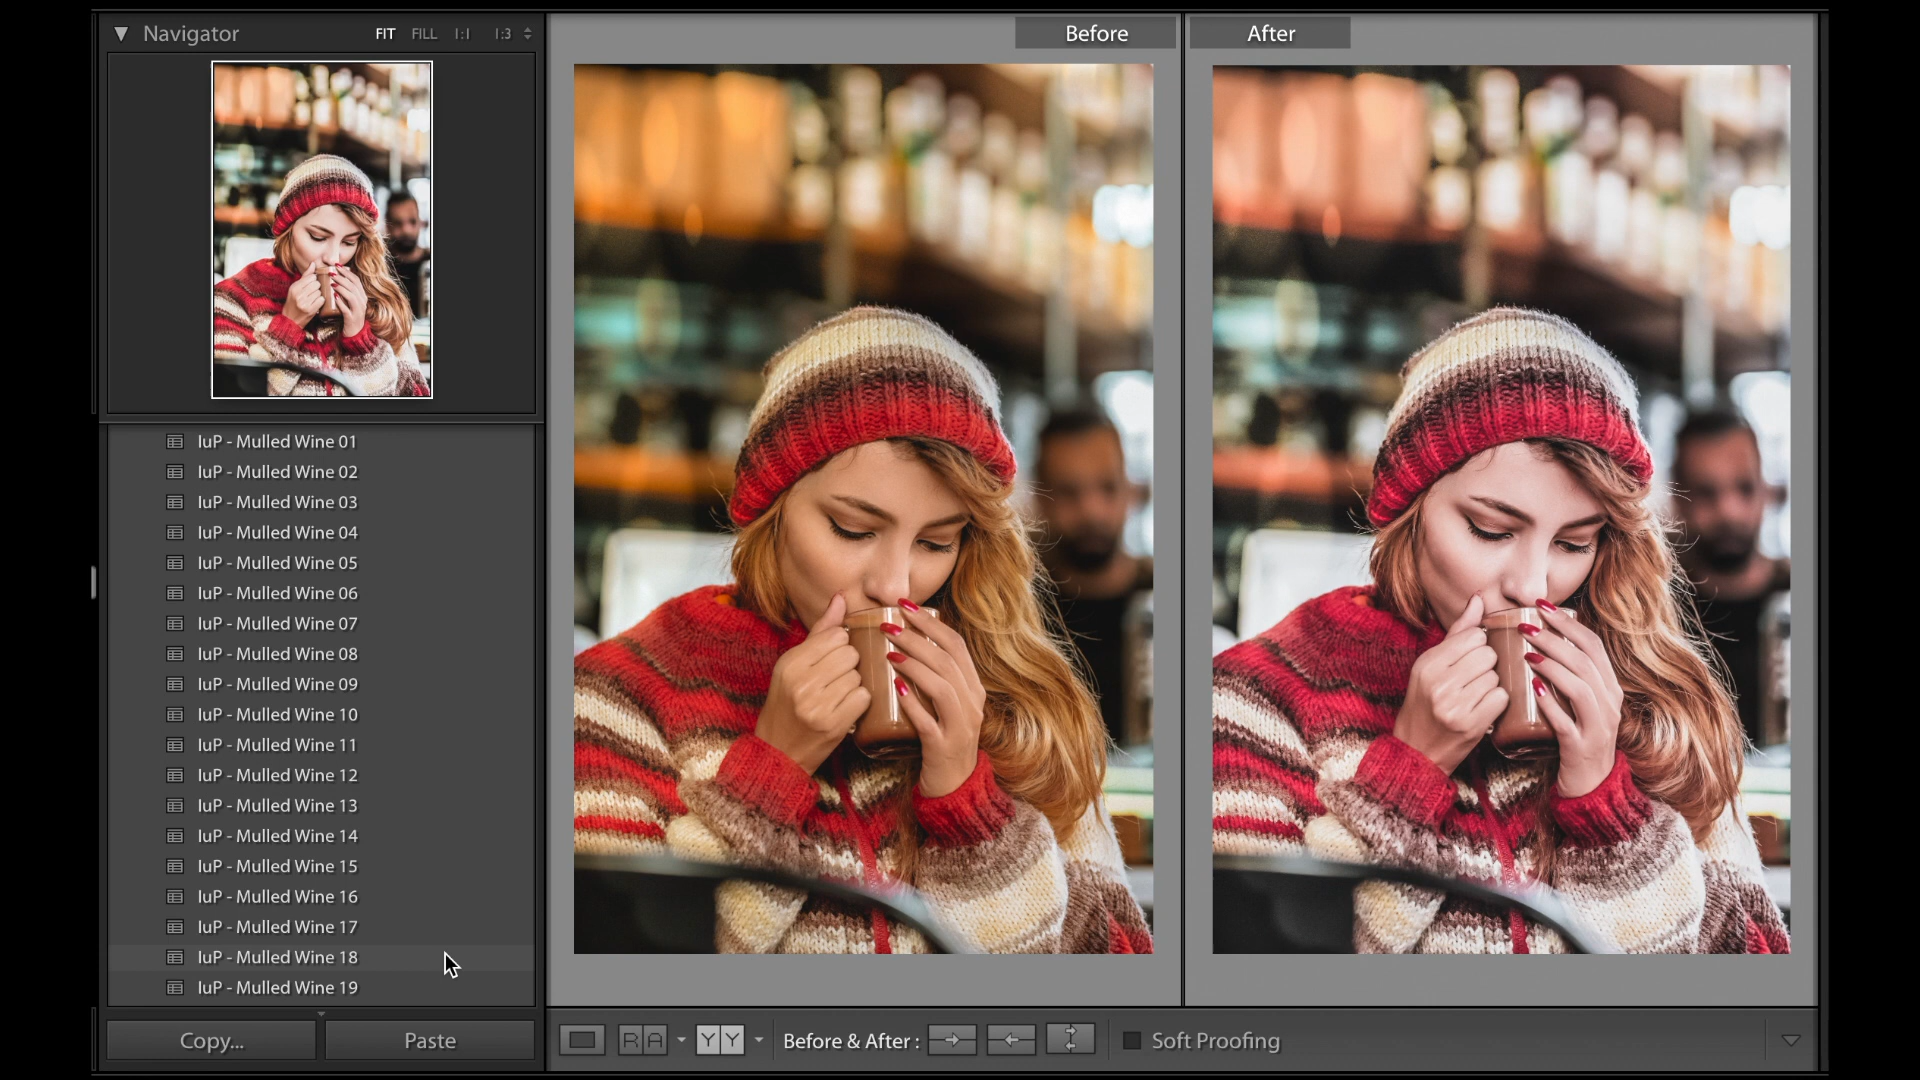 Navigator FIT FILL 1:1 1:3
Before
After
IuP - Mulled Wine 01
IuP - Mulled Wine 02
IuP - Mulled Wine 03
IuP - Mulled Wine 04
IuP - Mulled Wine 05
IuP - Mulled Wine 06
IuP - Mulled Wine 07
IuP - Mulled Wine 08
IuP - Mulled Wine 09
IuP - Mulled Wine 10
IuP - Mulled Wine 11
IuP - Mulled Wine 12
IuP - Mulled Wine 13
IuP - Mulled Wine 14
IuP - Mulled Wine 15
IuP - Mulled Wine 16
IuP - Mulled Wine 17
IuP - Mulled Wine 18
IuP - Mulled Wine 19
Copy... Paste
R A Y Y Before & After : Soft Proofing